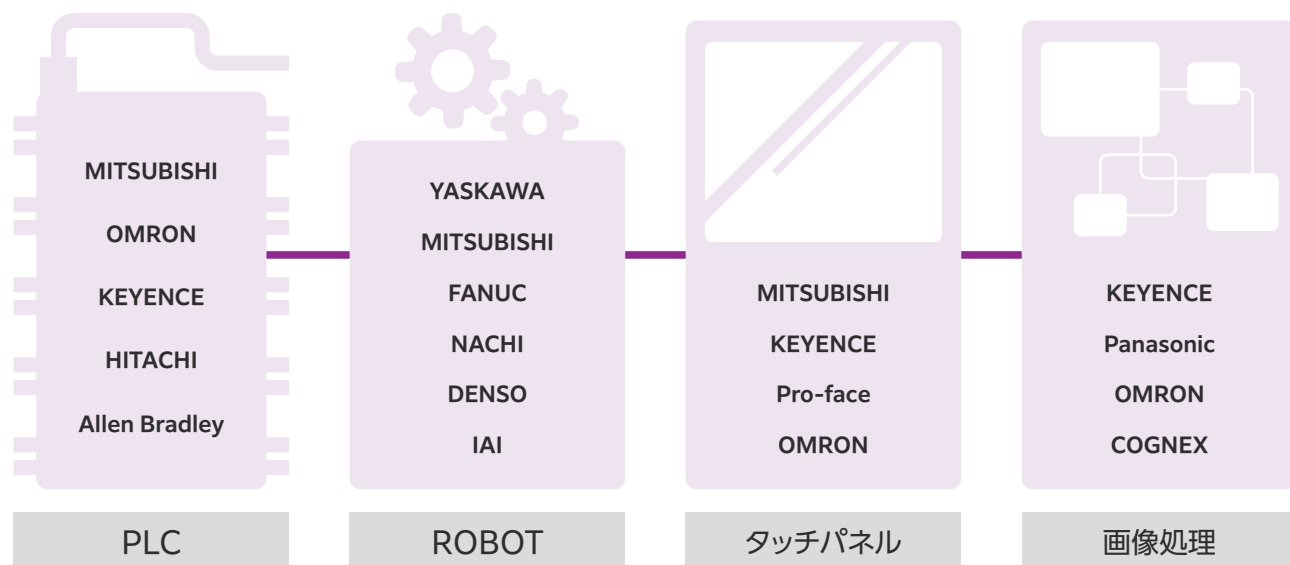 MITSUBISHI
OMRON
KEYENCE
HITACHI
Allen Bradley
PLC
YASKAWA
MITSUBISHI
FANUC
NACHI
DENSO
IAI
ROBOT
MITSUBISHI
KEYENCE
Pro-face
OMRON
タッチパネル
KEYENCE
Panasonic
OMRON
COGNEX
画像処理